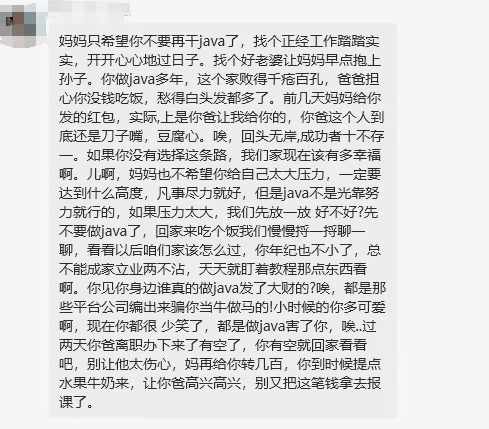 妈妈只希望你不要再干java了，找个正经工作踏踏实
实，开开心心地过日子。找个好老婆让妈妈早点抱上
孙子。你做java多年，这个家败得千疮百孔，爸爸担
心你没钱吃饭，愁得白头发都多了。前几天妈妈给你
发的红包，实际,上是你爸让我给你的，你爸这个人到
底还是刀子嘴，豆腐心。唉，回头无岸,成功者十不存
一。如果你没有选择这条路，我们家现在该有多幸福
啊。儿啊，妈妈也不希望你给自己太大压力，一定要
达到什么高度，凡事尽力就好，但是java不是光靠努
力就行的，如果压力太大，我们先放一放 好不好?先
不要做java了，回家来吃个饭我们慢慢捋一捋聊一
聊，看看以后咱们家该怎么过，你年纪也不小了，总
不能成家立业两不沾，天天就盯着教程那点东西看
啊。你见你身边谁真的做java发了大财的?唉，都是那
些平台公司编出来骗你当牛做马的!小时候的你多可爱
啊，现在你都很 少笑了，都是做java害了你，唉..过
两天你爸离职办下来了有空了，你有空就回家看看
吧，别让他太伤心，妈再给你转几百，你到时候提点
水果牛奶来，让你爸高兴高兴，别又把这笔钱拿去报
课了。